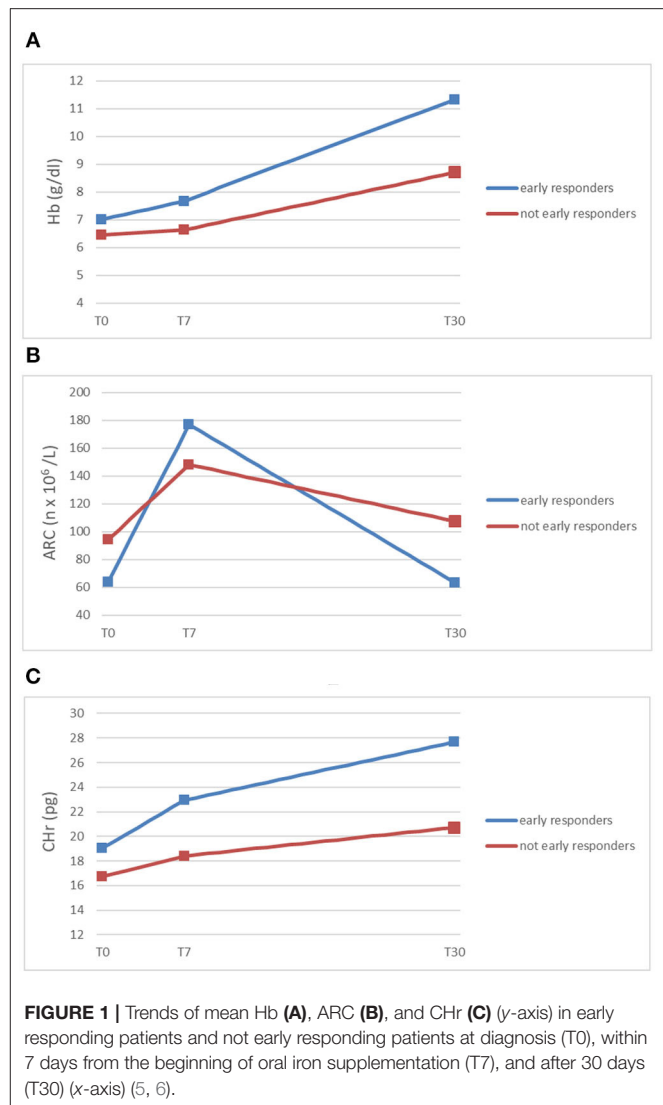 A
12
11
10
9
8
7
6
5
4
Hb (g/dl)
T0 T7 T30
early responders
not early responders
B
200
180
160
140
120
100
80
60
40
ARC (n x 10⁶ /L)
T0 T7 T30
early responders
not early responders
C
30
28
26
24
22
20
18
16
14
12
CHr (pg)
T0 T7 T30
early responders
not early responders
FIGURE 1 | Trends of mean Hb (A), ARC (B), and CHr (C) (y-axis) in early
responding patients and not early responding patients at diagnosis (T0), within
7 days from the beginning of oral iron supplementation (T7), and after 30 days
(T30) (x-axis) (5, 6).